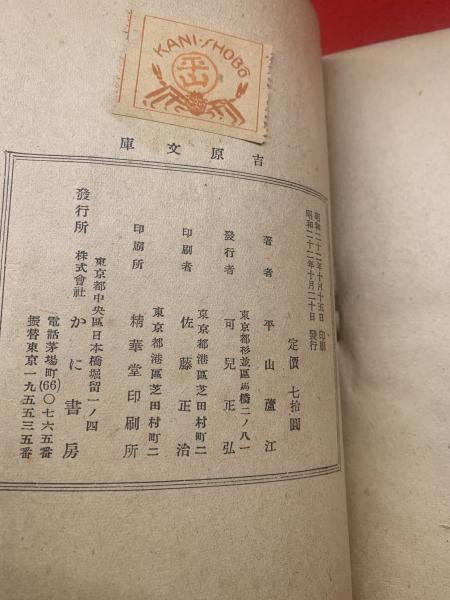 KANI·SHOBŌ
吉原文庫
昭和二十二年十月十五日 印刷
昭和二十二年十月二十日 發行
定價 七拾圓
著者 平山蘆江
東京都杉並區馬橋二ノ八一
發行者 可兒正弘
東京都港區芝田村町二
印刷者 佐藤正治
東京都港區芝田村町二
印刷所 精華堂印刷所
東京都中央區日本橋堀留一ノ四
發行所 株式會社 かに書房
電話茅場町(66)〇七六五番
振替東京一九五五三五番